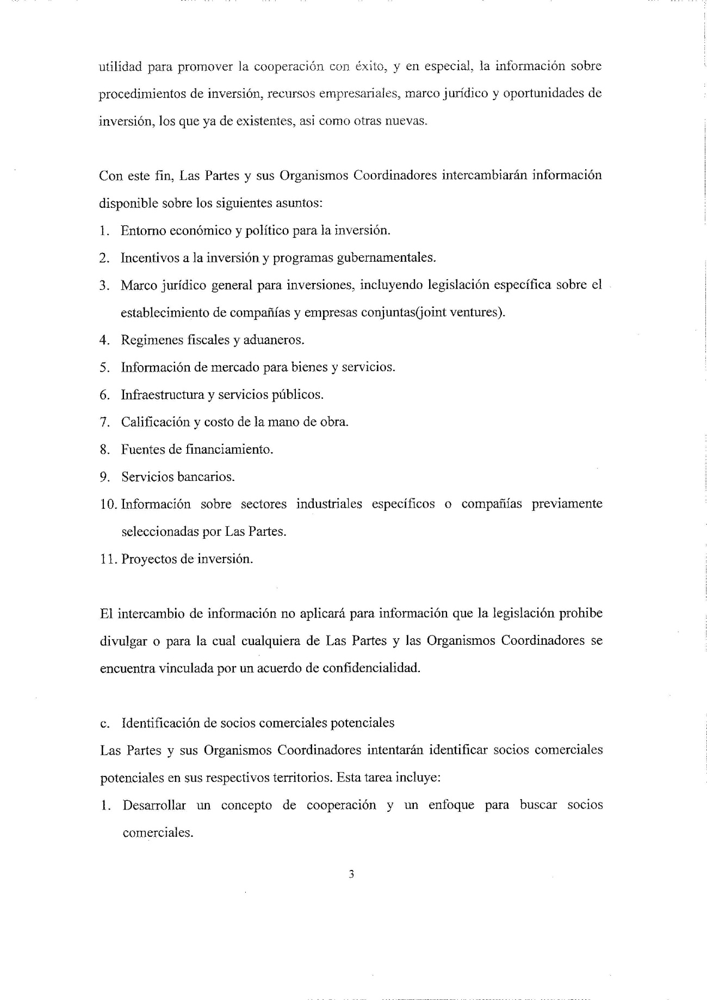 utilidad para promover la cooperación con éxito, y en especial, la información sobre
procedimientos de inversión, recursos empresariales, marco jurídico y oportunidades de
inversión, los que ya de existentes, asi como otras nuevas.
Con este fin, Las Partes y sus Organismos Coordinadores intercambiarán información
disponible sobre los siguientes asuntos:
1. Entorno económico y político para la inversión.
2. Incentivos a la inversión y programas gubernamentales.
3. Marco jurídico general para inversiones, incluyendo legislación específica sobre el
establecimiento de compañías y empresas conjuntas(joint ventures).
4. Regimenes fiscales y aduaneros.
5. Información de mercado para bienes y servicios.
6. Infraestructura y servicios públicos.
7. Calificación y costo de la mano de obra.
8. Fuentes de financiamiento.
9. Servicios bancarios.
10. Información sobre sectores industriales específicos o compañías previamente
seleccionadas por Las Partes.
11. Proyectos de inversión.
El intercambio de información no aplicará para información que la legislación prohibe
divulgar o para la cual cualquiera de Las Partes y las Organismos Coordinadores se
encuentra vinculada por un acuerdo de confidencialidad.
c. Identificación de socios comerciales potenciales
Las Partes y sus Organismos Coordinadores intentarán identificar socios comerciales
potenciales en sus respectivos territorios. Esta tarea incluye:
1. Desarrollar un concepto de cooperación y un enfoque para buscar socios
comerciales.
3